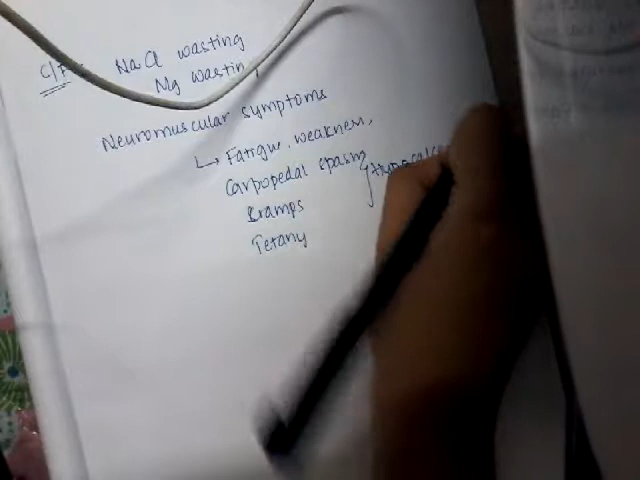 C/F: NaCl wasting
Mg wasting
Neuromuscular symptoms
↳ Fatigue, weakness,
Carpopedal spasm
Cramps
Tetany